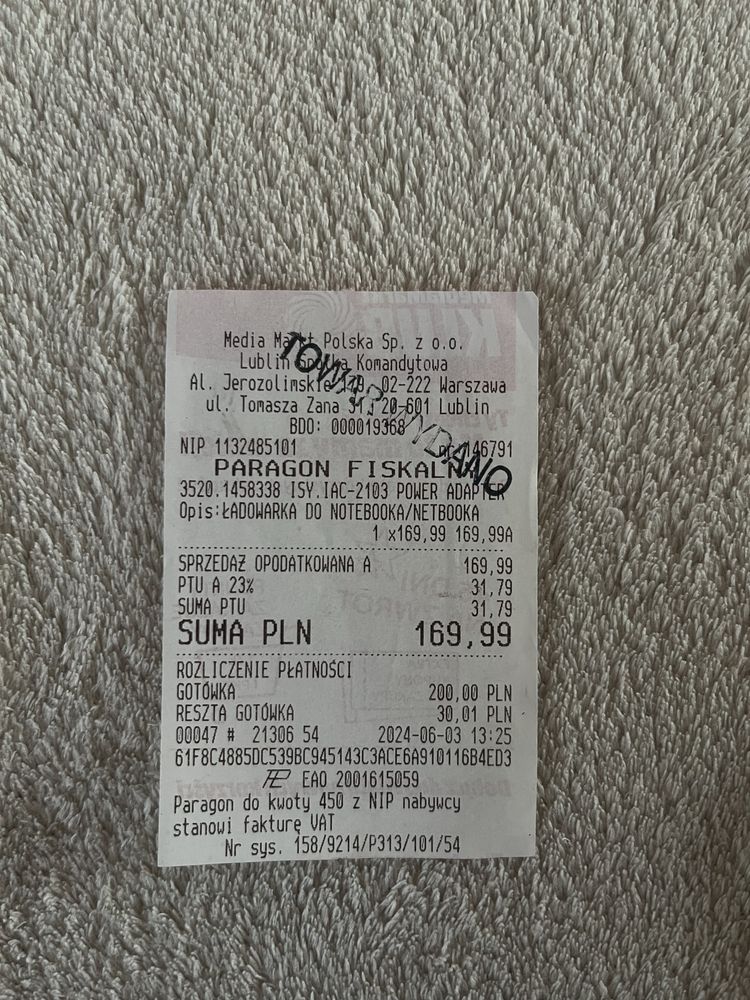 Media Markt Polska Sp. z o.o.
Lublin Spółka Komandytowa
Al. Jerozolimskie 179, 02-222 Warszawa
ul. Tomasza Zana 31, 20-601 Lublin
BDO: 000019368
NIP 1132485101 nr:146791
PARAGON FISKALNY
TOWAR WYDANO
3520.1458338 ISY.IAC-2103 POWER ADAPTER
Opis:ŁADOWARKA DO NOTEBOOKA/NETBOOKA
1 x169,99 169,99A
SPRZEDAŻ OPODATKOWANA A 169,99
PTU A 23% 31,79
SUMA PTU 31,79
SUMA PLN 169,99
ROZLICZENIE PŁATNOŚCI
GOTÓWKA 200,00 PLN
RESZTA GOTÓWKA 30,01 PLN
00047 # 21306 54 2024-06-03 13:25
61F8C4885DC539BC945143C3ACE6A910116B4ED3
EAO 2001615059
Paragon do kwoty 450 z NIP nabywcy
stanowi fakturę VAT
Nr sys. 158/9214/P313/101/54